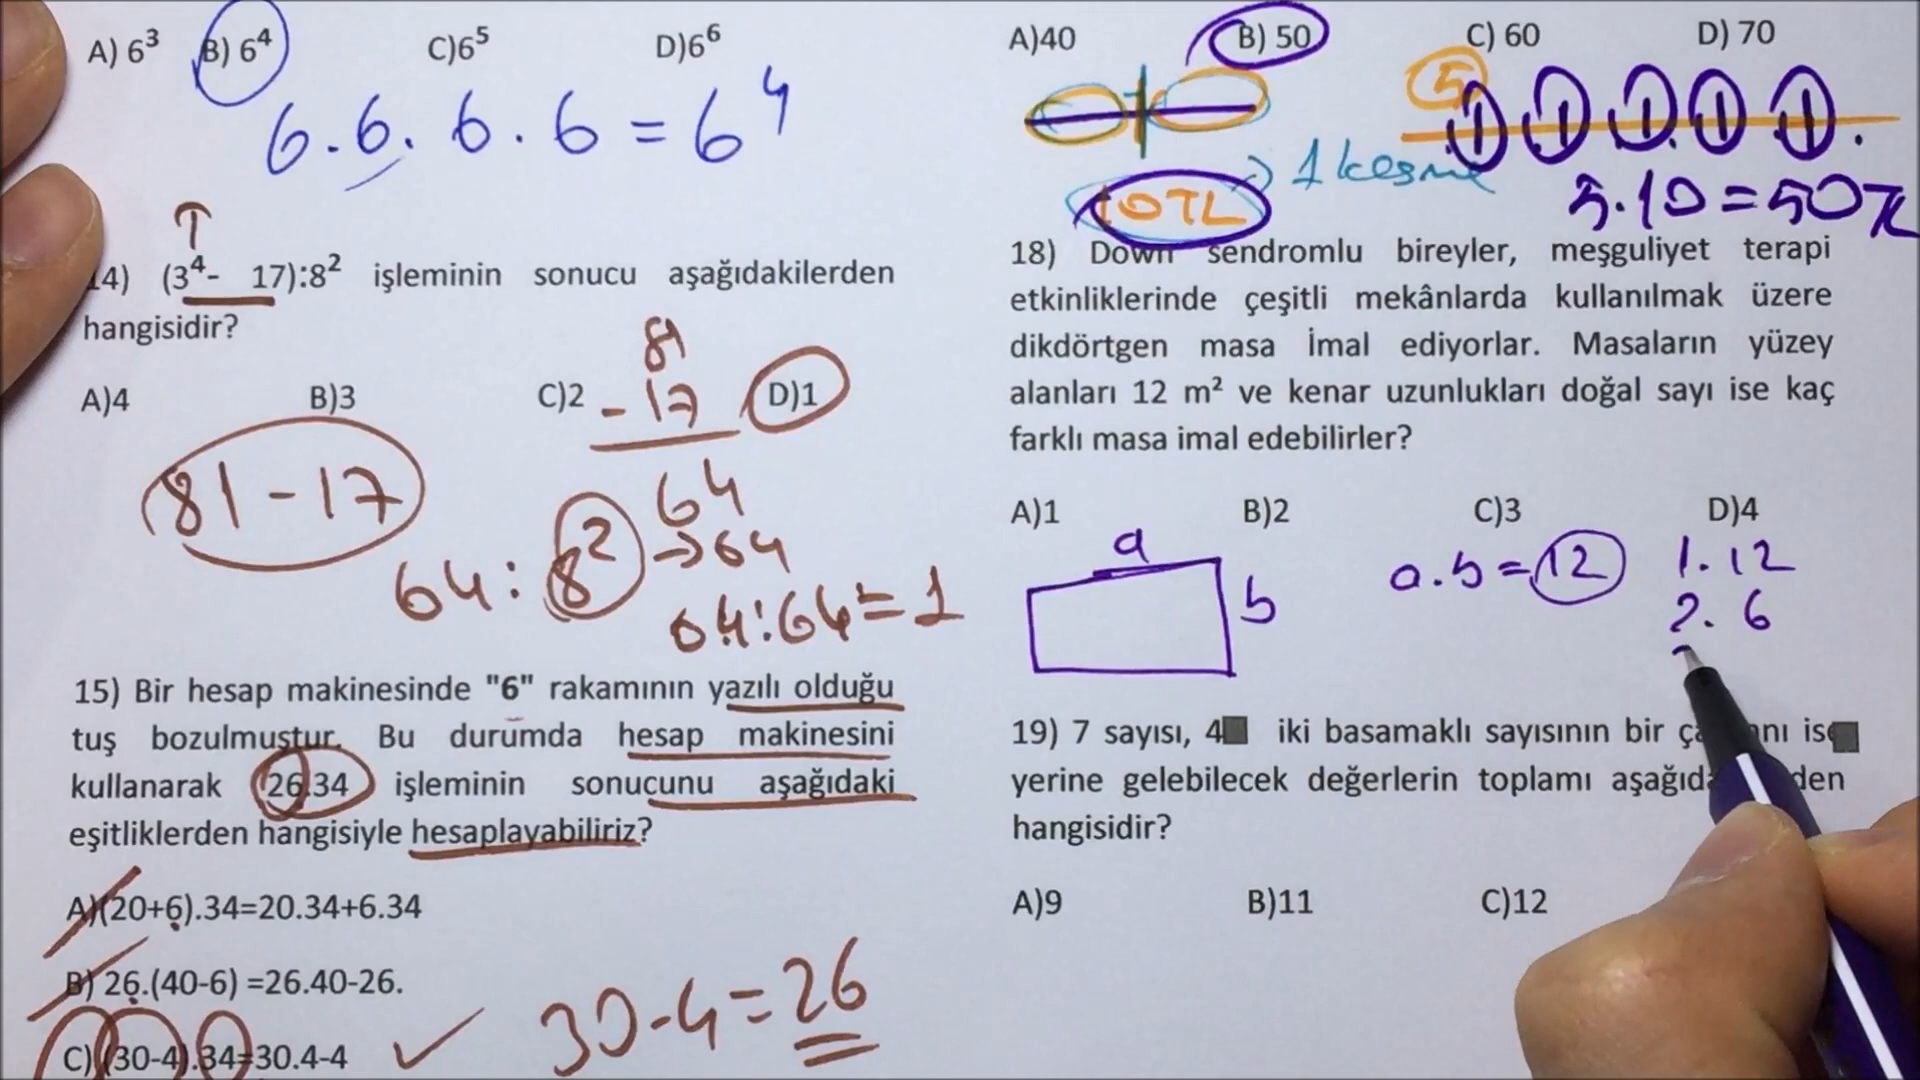 A) 6³ B) 6⁴ C)6⁵ D)6⁶
6.6.6.6=6⁴
14) (3⁴- 17):8² işleminin sonucu aşağıdakilerden
hangisidir?
81
A)4 B)3 C)2 - 17 D)1
81-17
64
64:8² →64
64:64=1
15) Bir hesap makinesinde "6" rakamının yazılı olduğu
tuş bozulmuştur. Bu durumda hesap makinesini
kullanarak 26.34 işleminin sonucunu aşağıdaki
eşitliklerden hangisiyle hesaplayabiliriz?
A)(20+6).34=20.34+6.34
B) 26.(40-6) =26.40-26.
C) (30-4).34=30.4-4
30-4=26
A)40 B) 50 C) 60 D) 70
5
1 1 1 1 1
10TL → 1 kesme
5.10=50TL
18) Down sendromlu bireyler, meşguliyet terapi
etkinliklerinde çeşitli mekânlarda kullanılmak üzere
dikdörtgen masa İmal ediyorlar. Masaların yüzey
alanları 12 m² ve kenar uzunlukları doğal sayı ise kaç
farklı masa imal edebilirler?
A)1 B)2 C)3 D)4
a
b
a.b=12
1.12
2.6
19) 7 sayısı, 4■ iki basamaklı sayısının bir ise■
yerine gelebilecek değerlerin toplamı
hangisidir?
A)9 B)11 C)12